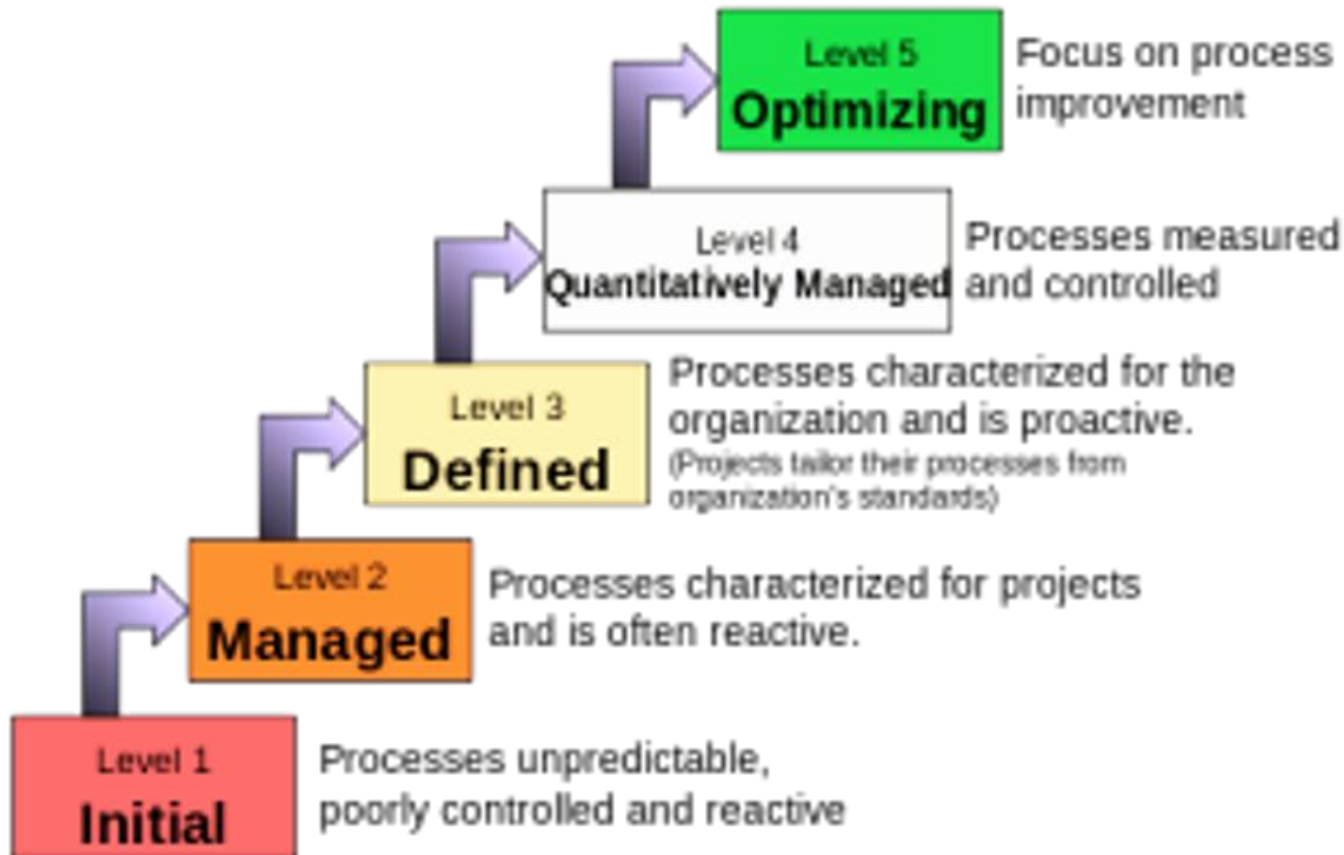 Level 5
Optimizing
Focus on process
improvement
Level 4
Quantitatively Managed
Processes measured
and controlled
Level 3
Defined
Processes characterized for the
organization and is proactive.
(Projects tailor their processes from
organization's standards)
Level 2
Managed
Processes characterized for projects
and is often reactive.
Level 1
Initial
Processes unpredictable,
poorly controlled and reactive